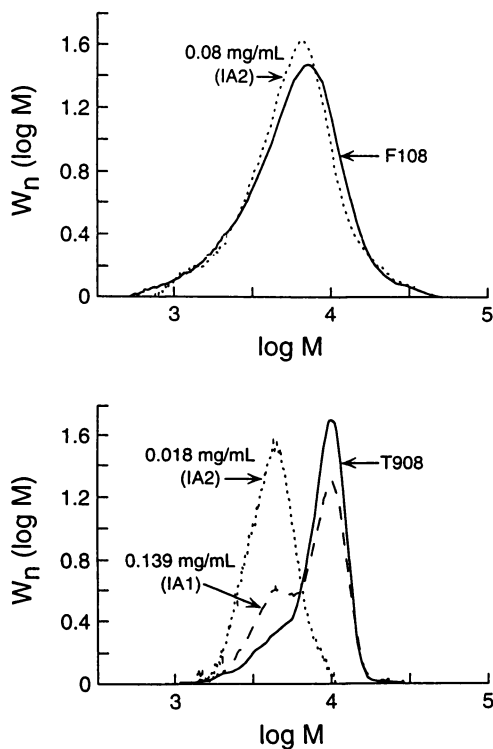 1.6
0.08 mg/mL
(IA2)
1.2
F108
0.8
0.4
0
Wn (log M)
3
4
5
log M
1.6
0.018 mg/mL
(IA2)
T908
1.2
0.139 mg/mL
(IA1)
0.8
0.4
0
Wn (log M)
3
4
5
log M